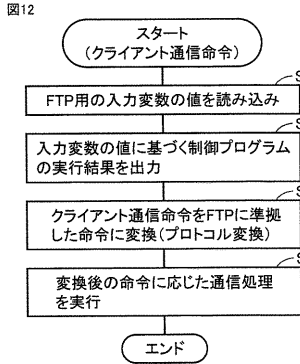 図12
スタート
(クライアント通信命令)
S
FTP用の入力変数の値を読み込み
S
入力変数の値に基づく制御プログラム
の実行結果を出力
S
クライアント通信命令をFTPに準拠
した命令に変換(プロトコル変換)
S
変換後の命令に応じた通信処理
を実行
エンド